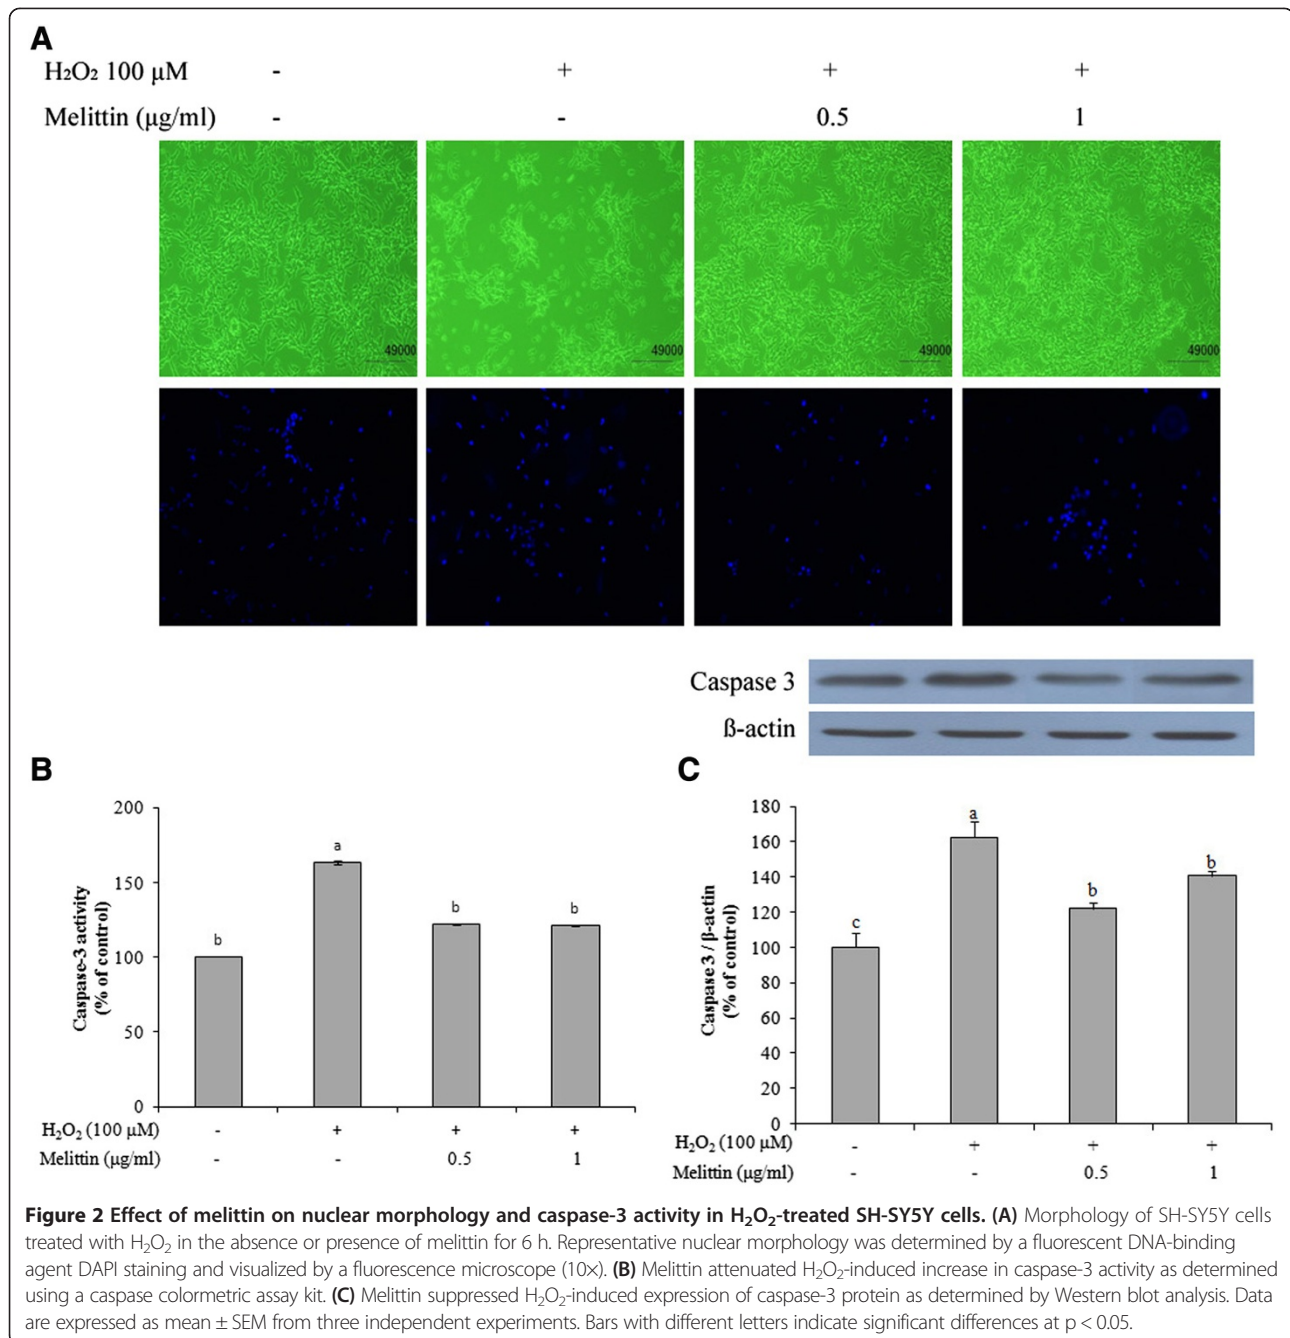 A
H₂O₂ 100 µM - + + +
Melittin (µg/ml) - - 0.5 1
49000 49000 49000 49000
Caspase 3
ß-actin
B
200
150
100
50
0
Caspase-3 activity
(% of control)
b a b b
H₂O₂ (100 µM) - + + +
Melittin (µg/ml) - - 0.5 1
C
180
160
140
120
100
80
60
40
20
0
Caspase 3 / β-actin
(% of control)
c a b b
H₂O₂ (100 µM) - + + +
Melittin (µg/ml) - - 0.5 1
Figure 2 Effect of melittin on nuclear morphology and caspase-3 activity in H₂O₂-treated SH-SY5Y cells. (A) Morphology of SH-SY5Y cells
treated with H₂O₂ in the absence or presence of melittin for 6 h. Representative nuclear morphology was determined by a fluorescent DNA-binding
agent DAPI staining and visualized by a fluorescence microscope (10×). (B) Melittin attenuated H₂O₂-induced increase in caspase-3 activity as determined
using a caspase colormetric assay kit. (C) Melittin suppressed H₂O₂-induced expression of caspase-3 protein as determined by Western blot analysis. Data
are expressed as mean ± SEM from three independent experiments. Bars with different letters indicate significant differences at p < 0.05.